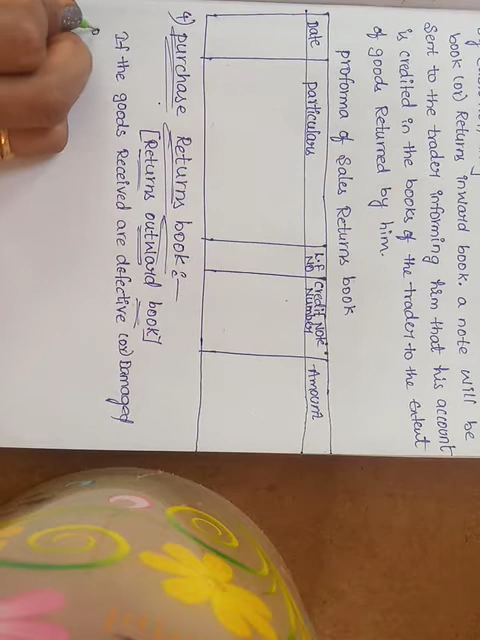 book (or) Returns inward book. a note will be
sent to the trader informing him that his account
is credited in the books of the trader to the Extent
of goods Returned by him.
proforma of Sales Returns book
Date particulars L.F NO Credit Note Number Amount
4) purchase Returns book:-
[Returns outward book]
If the goods Received are defective (or) Damaged